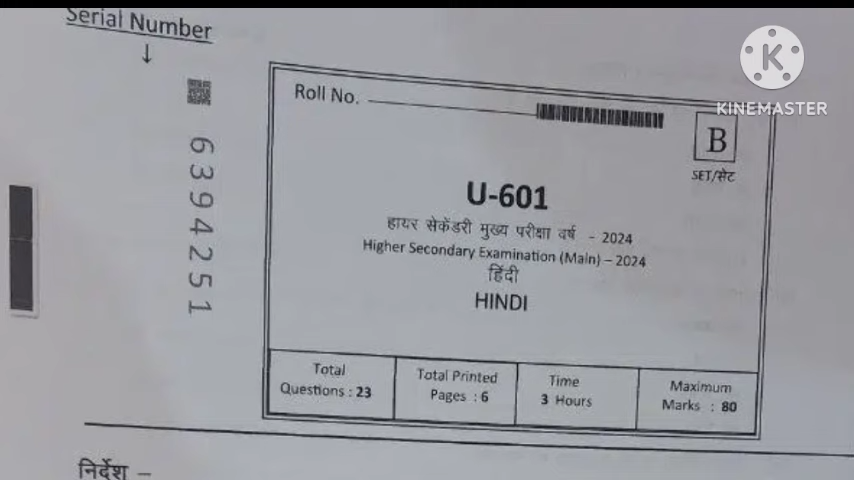 Serial Number
↓
6394251
Roll No.
B
SET/सेट
U-601
हायर सेकेंडरी मुख्य परीक्षा वर्ष - 2024
Higher Secondary Examination (Main) – 2024
हिंदी
HINDI
Total Questions : 23
Total Printed Pages : 6
Time 3 Hours
Maximum Marks : 80
निर्देश –
K
KINEMASTER